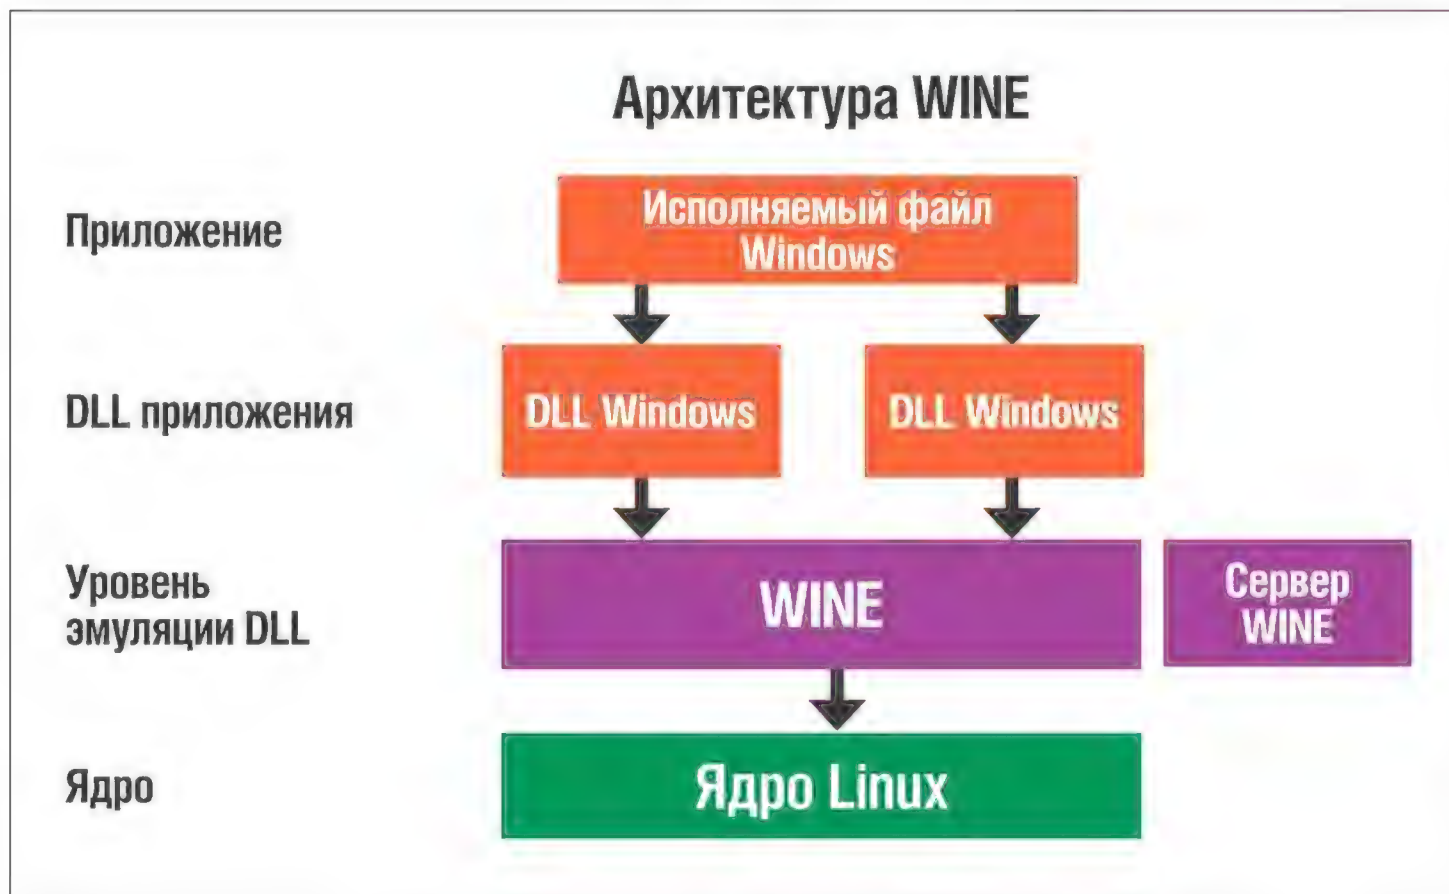 Архитектура WINE
Приложение
Исполняемый файл
Windows
DLL приложения
DLL Windows
DLL Windows
Уровень
эмуляции DLL
WINE
Сервер
WINE
Ядро
Ядро Linux